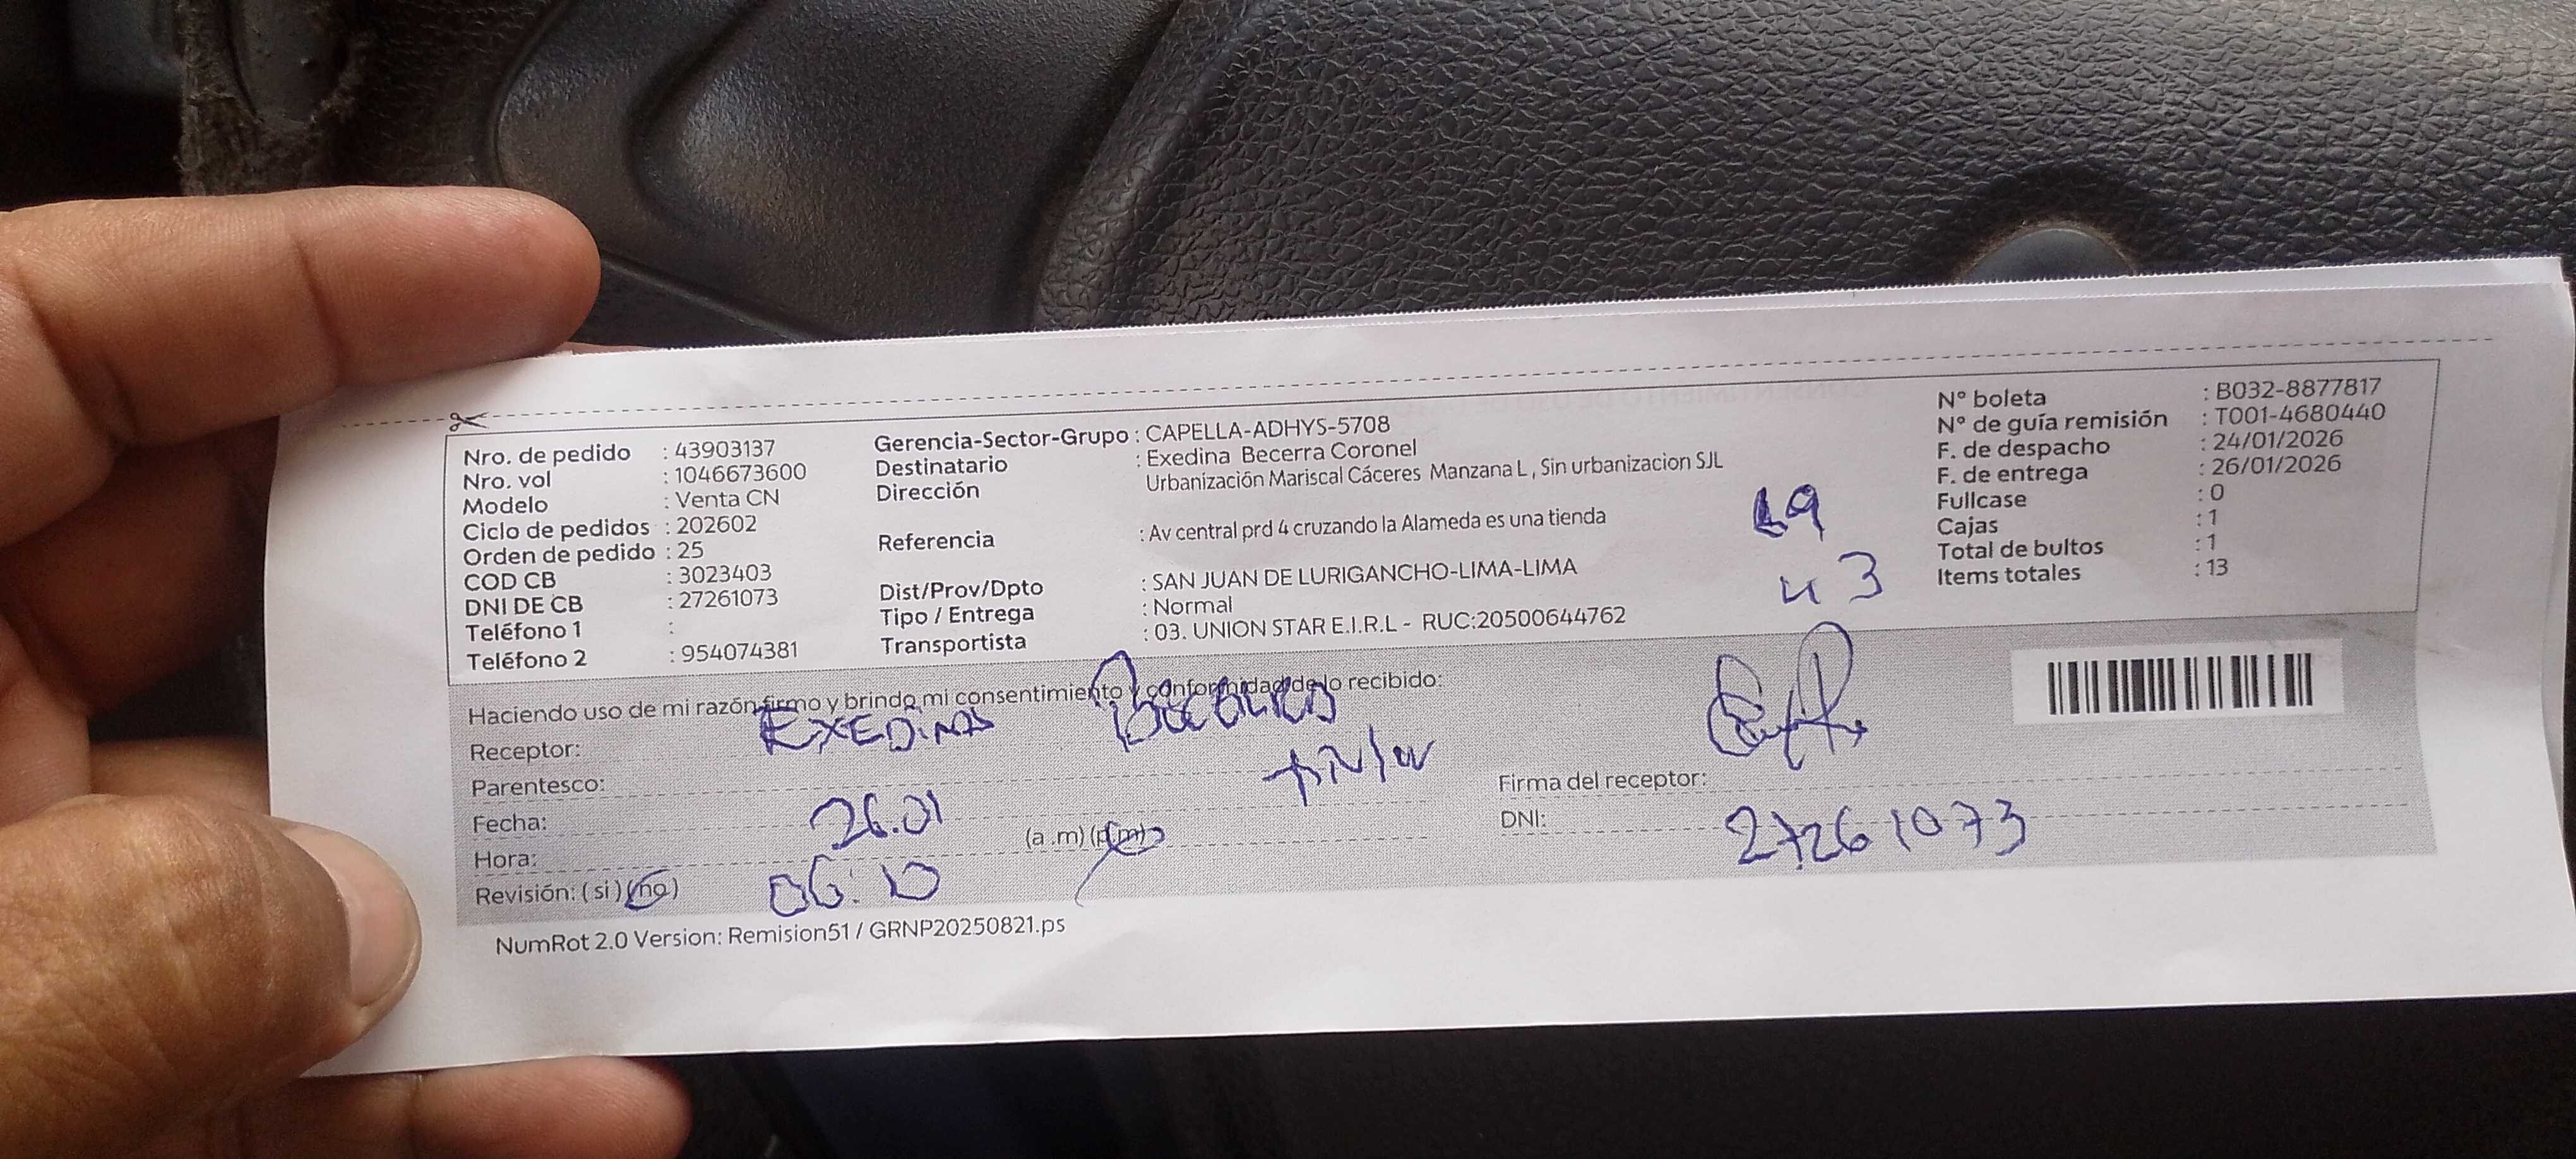 Nro. de pedido : 43903137
Nro. vol : 1046673600
Modelo : Venta CN
Ciclo de pedidos : 202602
Orden de pedido : 25
COD CB : 3023403
DNI DE CB : 27261073
Teléfono 1 :
Teléfono 2 : 954074381
Gerencia-Sector-Grupo : CAPELLA-ADHYS-5708
Destinatario : Exedina Becerra Coronel
Dirección Urbanización Mariscal Cáceres Manzana L , Sin urbanizacion SJL
Referencia : Av central prd 4 cruzando la Alameda es una tienda
Dist/Prov/Dpto : SAN JUAN DE LURIGANCHO-LIMA-LIMA
Tipo / Entrega : Normal
Transportista : 03. UNION STAR E.I.R.L - RUC:20500644762
N° boleta : B032-8877817
N° de guía remisión : T001-4680440
F. de despacho : 24/01/2026
F. de entrega : 26/01/2026
Fullcase : 0
Cajas : 1
Total de bultos : 1
Items totales : 13
Haciendo uso de mi razón firmo y brindo mi consentimiento y conformidad de lo recibido:
Receptor: EXEDINA
Parentesco:
Fecha: 26.01
Hora: 06:10 (a .m) (p.m)
Revisión: ( si ) (no )
Firma del receptor:
DNI: 27261073
NumRot 2.0 Version: Remision51 / GRNP20250821.ps